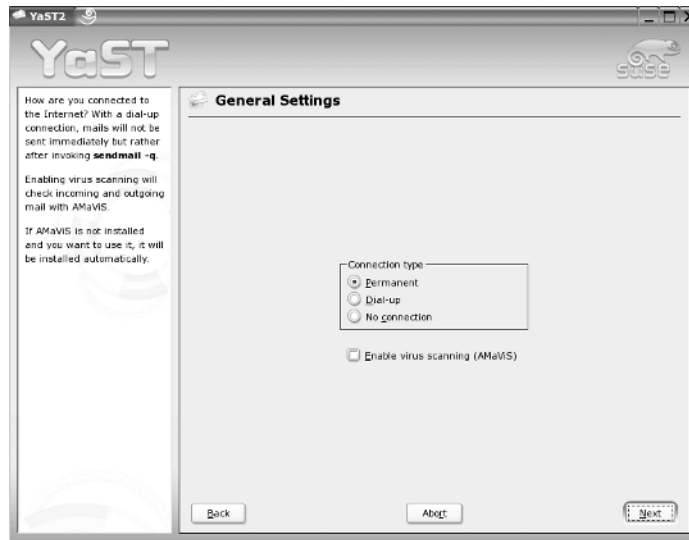 YaST2
YaST
suse
How are you connected to
the Internet? With a dial-up
connection, mails will not be
sent immediately but rather
after invoking sendmail -q.
Enabling virus scanning will
check incoming and outgoing
mail with AMaViS.
If AMaViS is not installed
and you want to use it, it will
be installed automatically.
General Settings
Connection type
Permanent
Dial-up
No connection
Enable virus scanning (AMaViS)
Back
Abort
Next